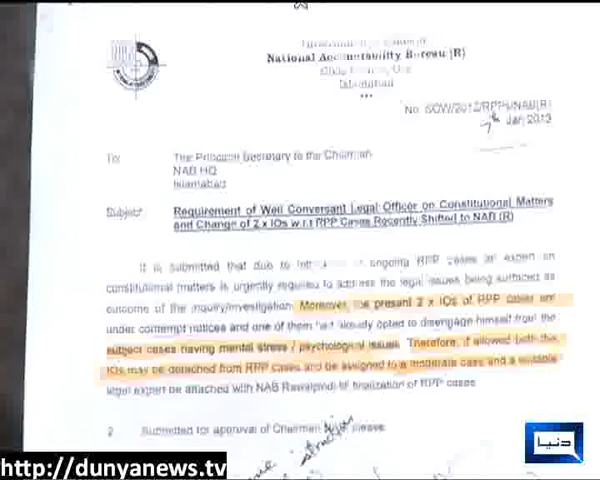 National Accountability Bureau (R)
Islamabad
***
No. SOW/2012/RPP/NAB(R)
7th Jan 2013
To: The Principal Secretary to the Chairman
NAB HQ
Islamabad
Subject: Requirement of Well Conversant Legal Officer on Constitutional Matters
and Change of 2 x IOs w.r.t RPP Cases Recently Shifted to NAB (R)
It is submitted that due to of ongoing RPP cases an expert on
constitutional matters is urgently required to address the legal issues being surfaced as
outcome of the inquiry/investigation. Moreover, the present 2 x IOs of RPP cases are
under contempt notices and one of them had already opted to disengage himself from the
subject cases having mental stress / psychological issues. Therefore, if allowed both the
IOs may be detached from RPP Cases and be assigned to a moderate case and a suitable
legal expert be attached with NAB Rawalpindi till finalization of RPP cases.
2 Submitted for approval of Chairman please.
دنیا
http://dunyanews.tv